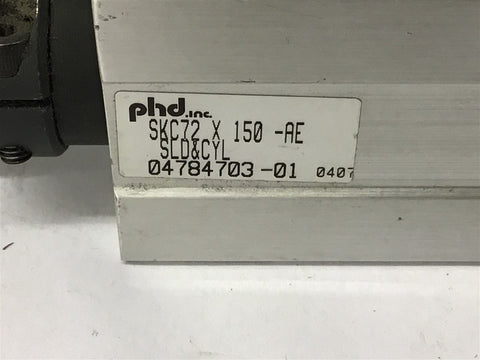 phd, inc.
SKC72 X 150 -AE
SLD&CYL
04784703-01 0407